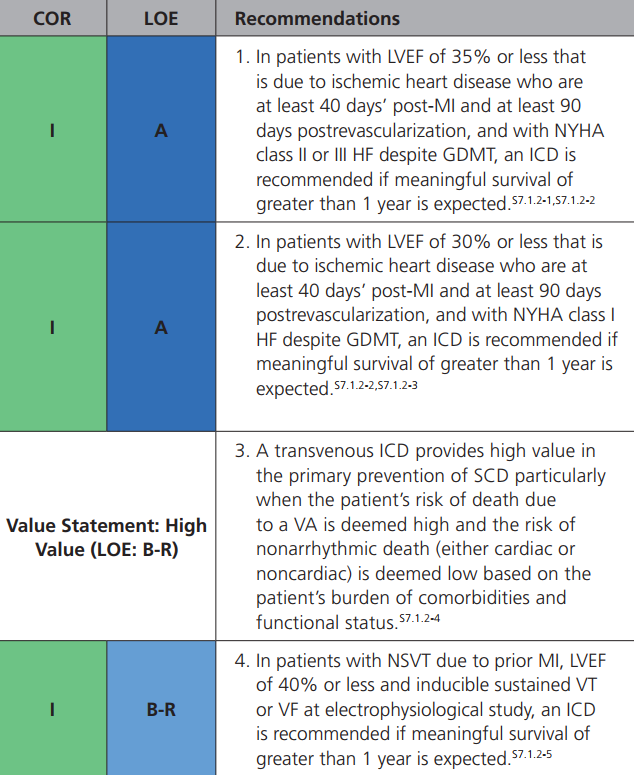 COR LOE Recommendations
I A
1. In patients with LVEF of 35% or less that
is due to ischemic heart disease who are
at least 40 days’ post-MI and at least 90
days postrevascularization, and with NYHA
class II or III HF despite GDMT, an ICD is
recommended if meaningful survival of
greater than 1 year is expected.S7.1.2-1,S7.1.2-2
I A
2. In patients with LVEF of 30% or less that is
due to ischemic heart disease who are at
least 40 days’ post-MI and at least 90 days
postrevascularization, and with NYHA class I
HF despite GDMT, an ICD is recommended if
meaningful survival of greater than 1 year is
expected.S7.1.2-2,S7.1.2-3
Value Statement: High
Value (LOE: B-R)
3. A transvenous ICD provides high value in
the primary prevention of SCD particularly
when the patient’s risk of death due
to a VA is deemed high and the risk of
nonarrhythmic death (either cardiac or
noncardiac) is deemed low based on the
patient’s burden of comorbidities and
functional status.S7.1.2-4
I B-R
4. In patients with NSVT due to prior MI, LVEF
of 40% or less and inducible sustained VT
or VF at electrophysiological study, an ICD
is recommended if meaningful survival of
greater than 1 year is expected.S7.1.2-5